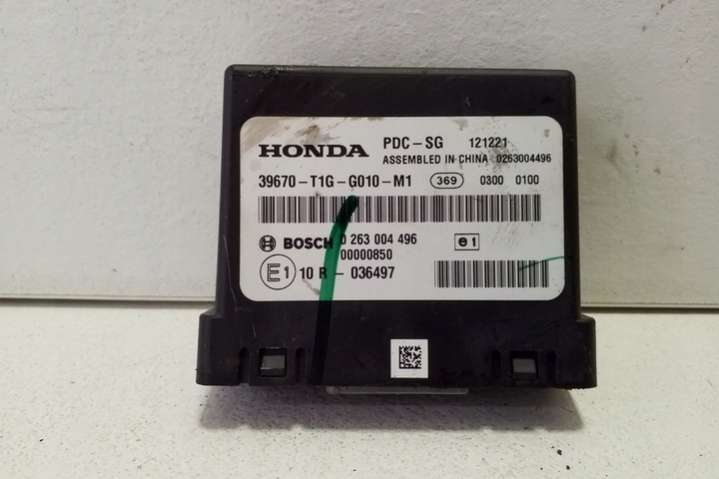 HONDA PDC-SG 121221
ASSEMBLED IN CHINA 0263004496
39670-T1G-G010-M1 369 0300 0100
BOSCH 0 263 004 496 e1
00000850
E1 10 R - 036497